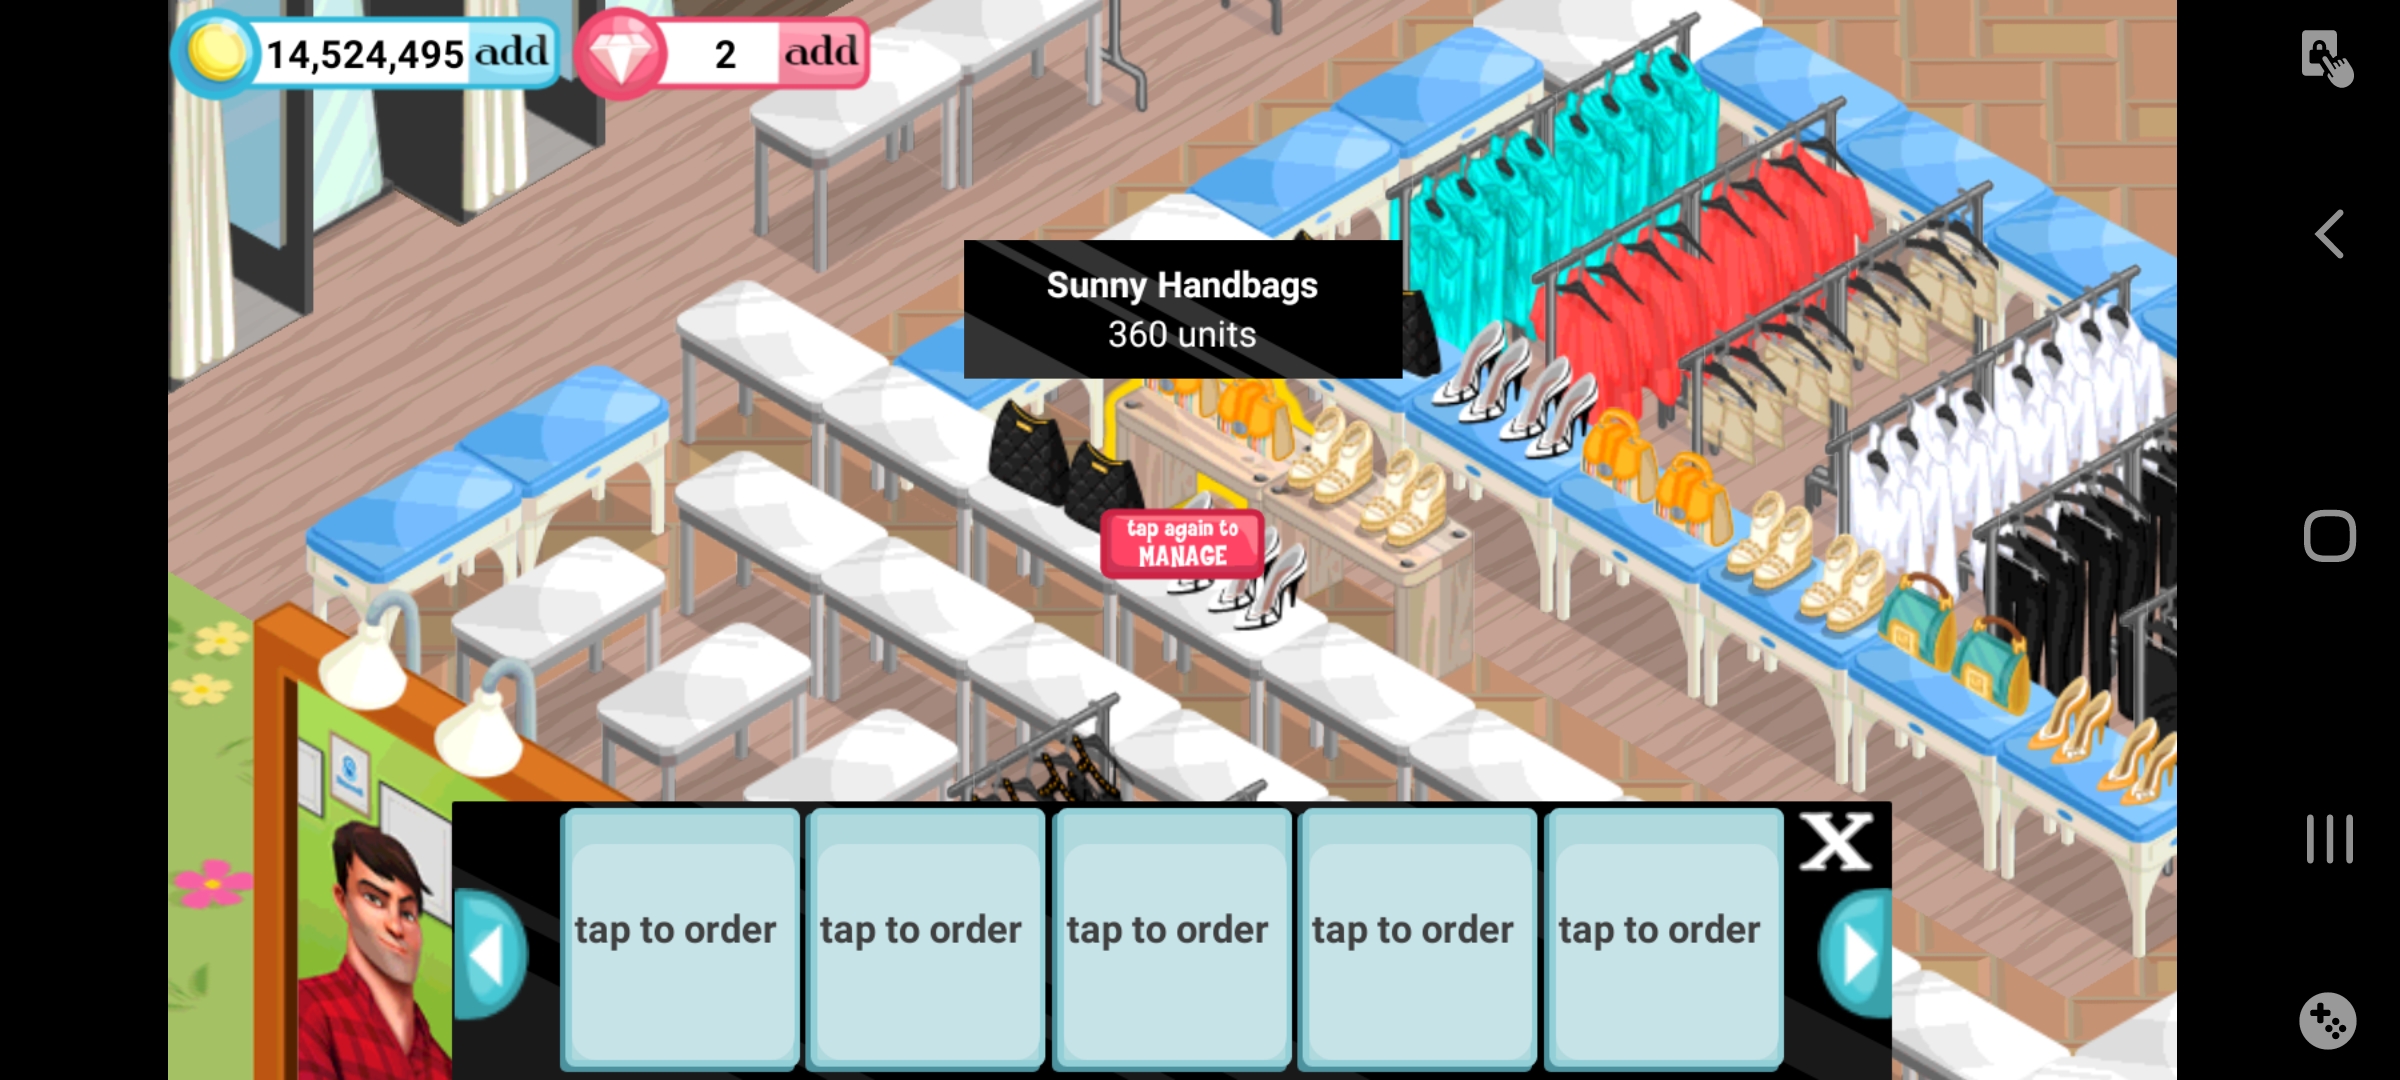 14,524,495 add
2 add
Sunny Handbags
360 units
tap again to
MANAGE
X
tap to order
tap to order
tap to order
tap to order
tap to order